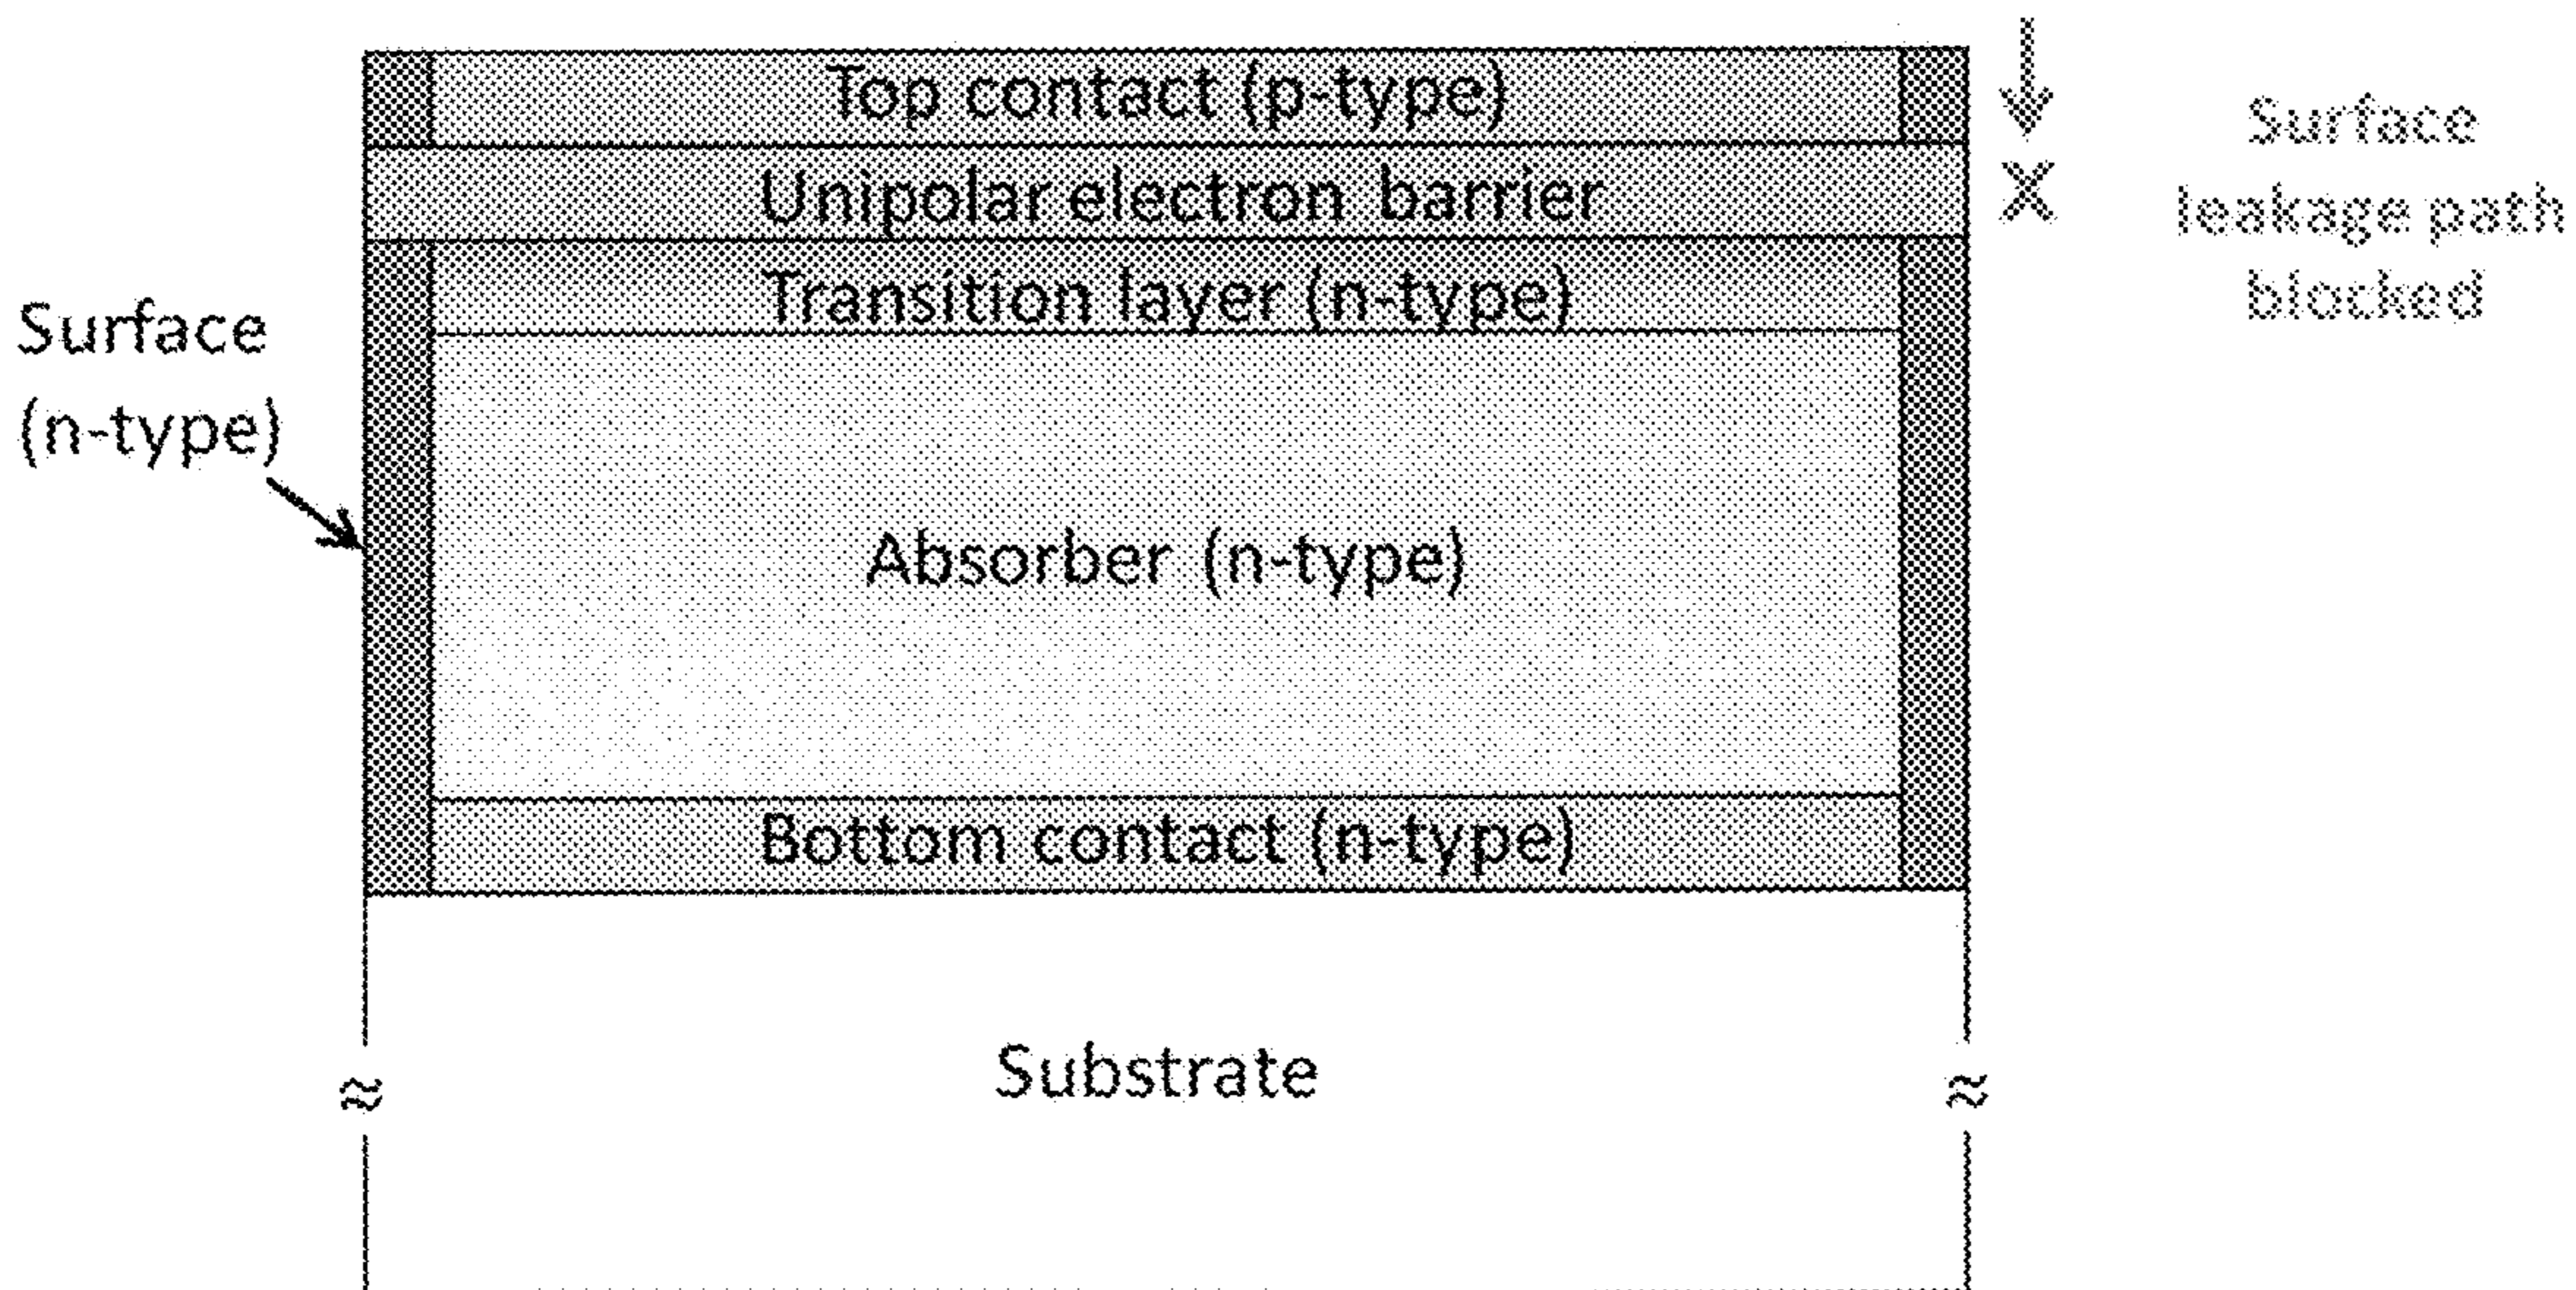 Top contact (p-type)
Unipolar electron barrier
Transition layer (n-type)
Absorber (n-type)
Bottom contact (n-type)
Substrate
Surface
(n-type)
Surface
leakage path
blocked
X
≈
≈